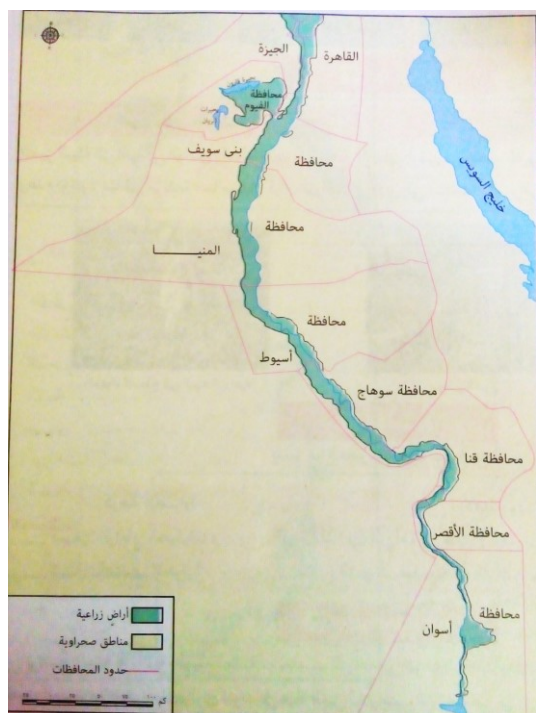 القاهرة
الجيزة
محافظة
الفيوم
بنى سويف
محافظة
خليج السويس
محافظة
المنيا
محافظة
أسيوط
محافظة سوهاج
محافظة قنا
محافظة الأقصر
محافظة
أسوان
أراضٍ زراعية
مناطق صحراوية
حدود المحافظات
كم